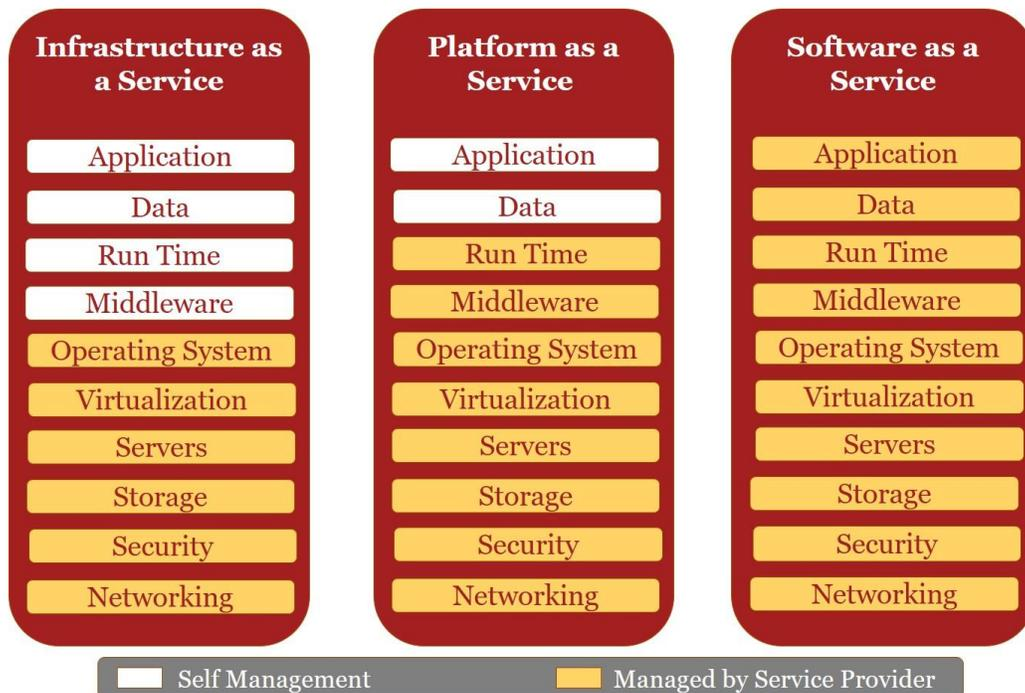 Infrastructure as
a Service
Application
Data
Run Time
Middleware
Operating System
Virtualization
Servers
Storage
Security
Networking
Platform as a
Service
Application
Data
Run Time
Middleware
Operating System
Virtualization
Servers
Storage
Security
Networking
Software as a
Service
Application
Data
Run Time
Middleware
Operating System
Virtualization
Servers
Storage
Security
Networking
Self Management
Managed by Service Provider